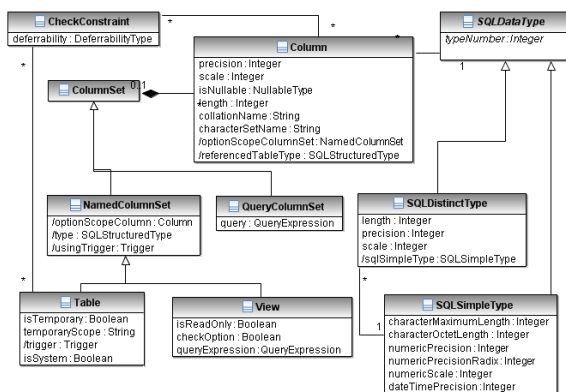 CheckConstraint
deferrability : DeferrabilityType
*
*
*
ColumnSet
0..1
*
Column
precision : Integer
scale : Integer
isNullable : NullableType
length : Integer
collationName : String
characterSetName : String
/optionScopeColumnSet : NamedColumnSet
/referencedTableType : SQLStructuredType
*
1
SQLDataType
typeNumber : Integer
NamedColumnSet
/optionScopeColumn : Column
/type : SQLStructuredType
/usingTrigger : Trigger
QueryColumnSet
query : QueryExpression
SQLDistinctType
length : Integer
precision : Integer
scale : Integer
/sqlSimpleType : SQLSimpleType
*
1
*
Table
isTemporary : Boolean
temporaryScope : String
/trigger : Trigger
isSystem : Boolean
View
isReadOnly : Boolean
checkOption : Boolean
queryExpression : QueryExpression
SQLSimpleType
characterMaximumLength : Integer
characterOctetLength : Integer
numericPrecision : Integer
numericPrecisionRadix : Integer
numericScale : Integer
dateTimePrecision : Integer